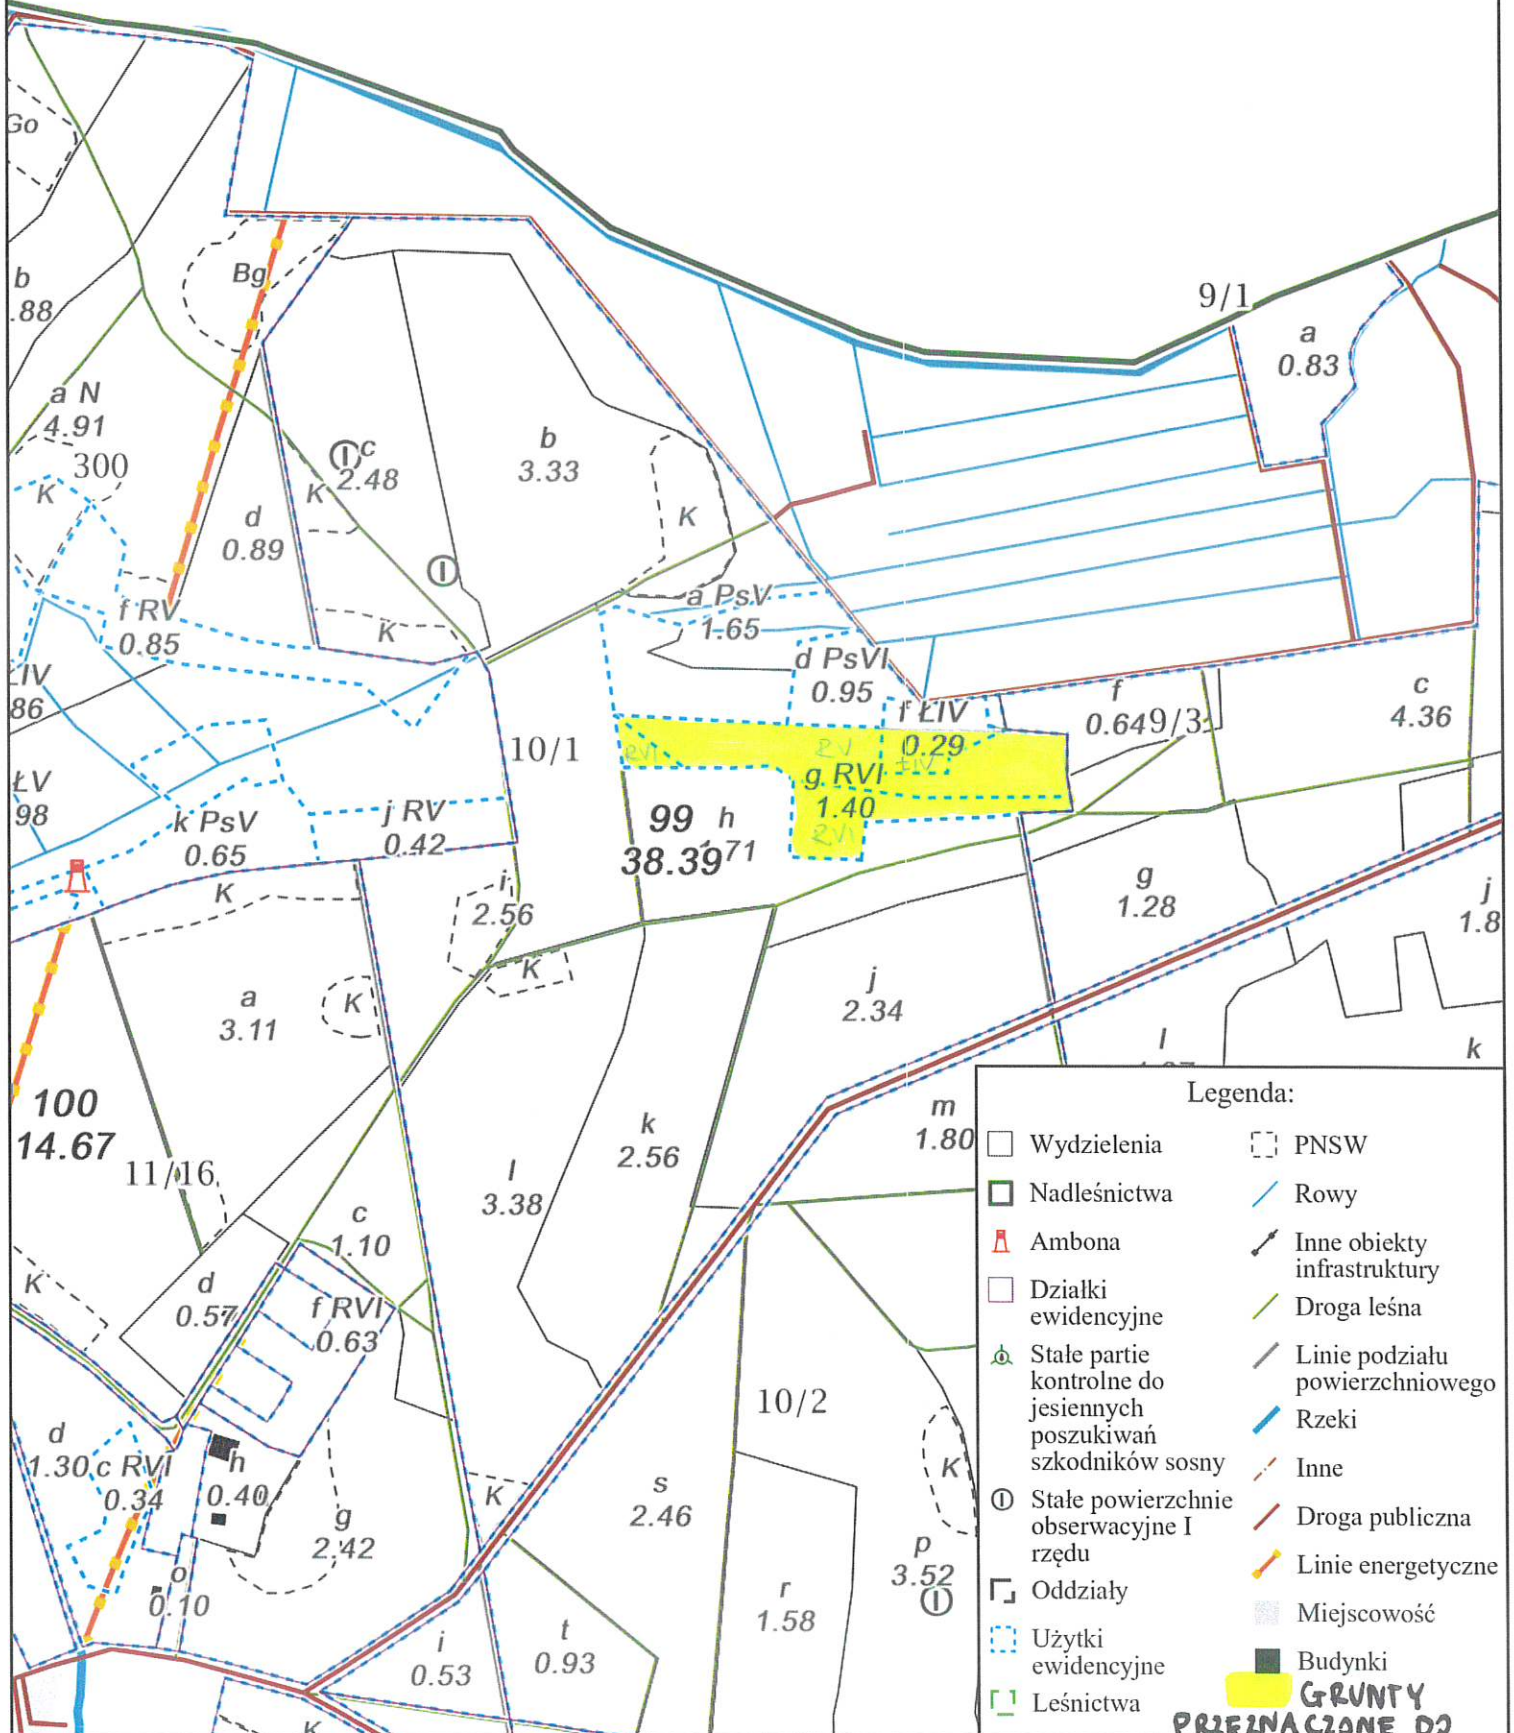 Go
Bg
9/1
a
0.83
b
.88
a N
4.91
300
K
c
2.48
K
b
3.33
K
d
0.89
f RV
0.85
K
a PsV
1.65
d PsVI
0.95
ŁIV
86
f ŁIV
0.29
f
0.64
9/3
c
4.36
10/1
RVI
RV
ŁIV
g RVI
1.40
RVI
ŁV
98
k PsV
0.65
j RV
0.42
99
38.39
h
71
K
i
2.56
K
g
1.28
j
1.8
a
3.11
K
j
2.34
l
k
100
14.67
11/16
k
2.56
m
1.80
l
3.38
c
1.10
K
d
0.57
f RVI
0.63
10/2
d
1.30
c RVI
0.34
h
0.40
g
2.42
K
s
2.46
K
p
3.52
o
0.10
r
1.58
i
0.53
t
0.93
K
Legenda:
Wydzielenia
Nadleśnictwa
Ambona
Działki
ewidencyjne
Stałe partie
kontrolne do
jesiennych
poszukiwań
szkodników sosny
Stałe powierzchnie
obserwacyjne I
rzędu
Oddziały
Użytki
ewidencyjne
Leśnictwa
PNSW
Rowy
Inne obiekty
infrastruktury
Droga leśna
Linie podziału
powierzchniowego
Rzeki
Inne
Droga publiczna
Linie energetyczne
Miejscowość
Budynki
GRUNTY
PRZEZNACZONE DO